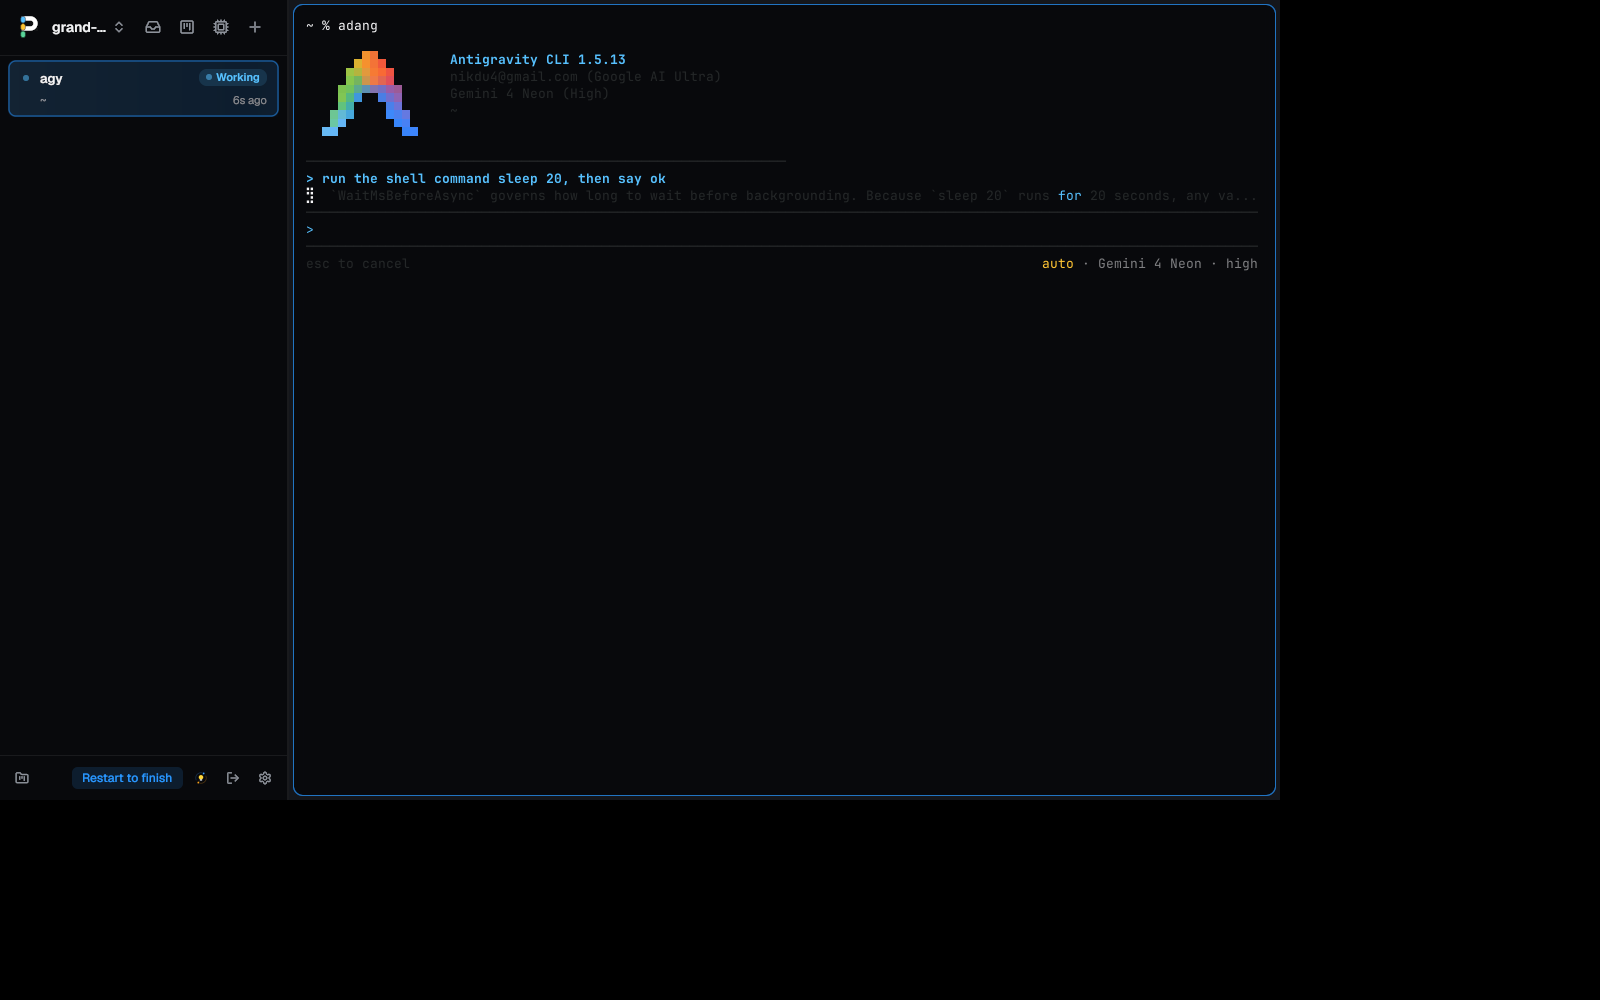 grand-...
agy
Working
~
6s ago
Restart to finish
~ % adang
Antigravity CLI 1.5.13
nikdu4@gmail.com (Google AI Ultra)
Gemini 4 Neon (High)
~
> run the shell command sleep 20, then say ok
`WaitMsBeforeAsync` governs how long to wait before backgrounding. Because `sleep 20` runs for 20 seconds, any va...
>
esc to cancel
auto · Gemini 4 Neon · high